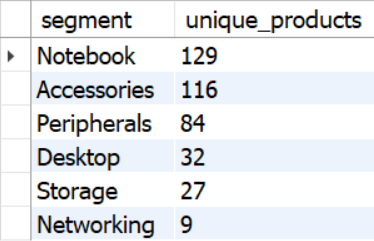 segment unique_products
Notebook 129
Accessories 116
Peripherals 84
Desktop 32
Storage 27
Networking 9